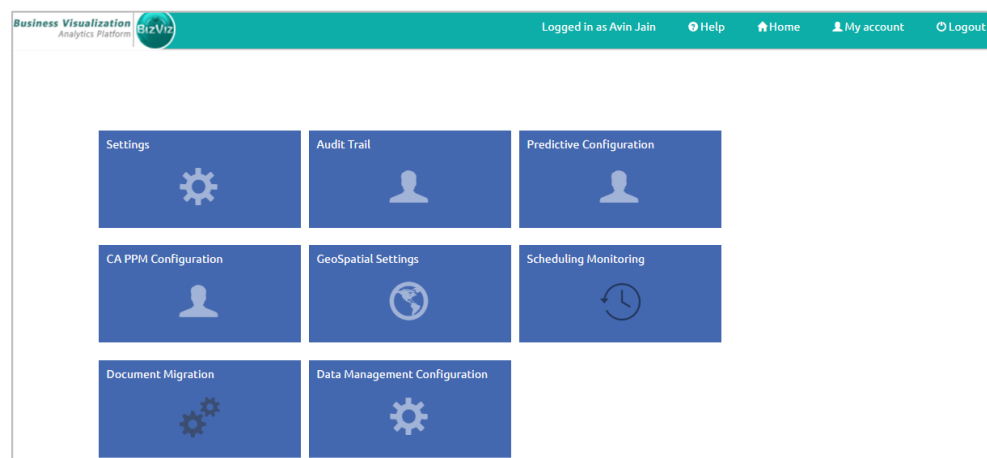 Business Visualization
Analytics Platform
BizViz
Logged in as Avin Jain
Help
Home
My account
Logout
Settings
Audit Trail
Predictive Configuration
CA PPM Configuration
GeoSpatial Settings
Scheduling Monitoring
Document Migration
Data Management Configuration